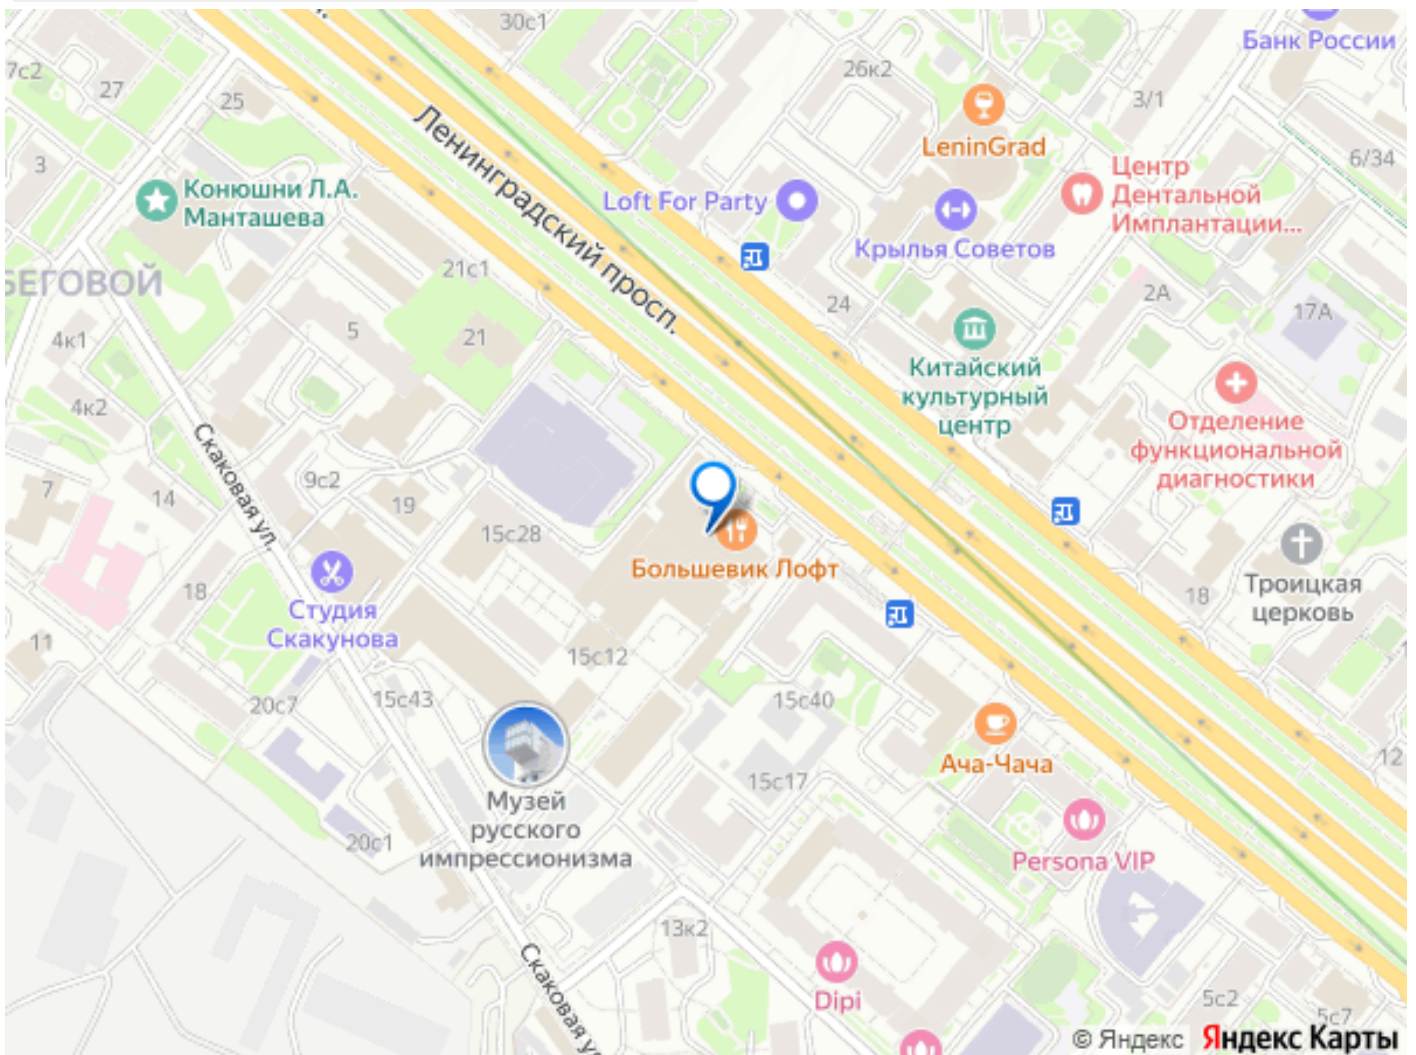 30с1
Банк России
7с2
27
25
26к2
3/1
LeninGrad
6/34
3
Центр
Дентальной
Имплантации...
Конюшни Л.А.
Манташева
Ленинградский просп.
Loft For Party
Крылья Советов
21с1
БЕГОВОЙ
2А
24
17А
4к1
5
21
Китайский
культурный
центр
4к2
Отделение
функциональной
диагностики
Скаковая ул.
7
14
9с2
19
15с28
Большевик Лофт
Троицкая
церковь
18
18
Студия
Скакунова
11
15с12
20с7
15с43
15с40
Ача-Чача
12
15с17
Музей
русского
импрессионизма
20с1
Persona VIP
13к2
Скаковая ул
Dipi
5с2
5с7
© Яндекс Яндекс Карты